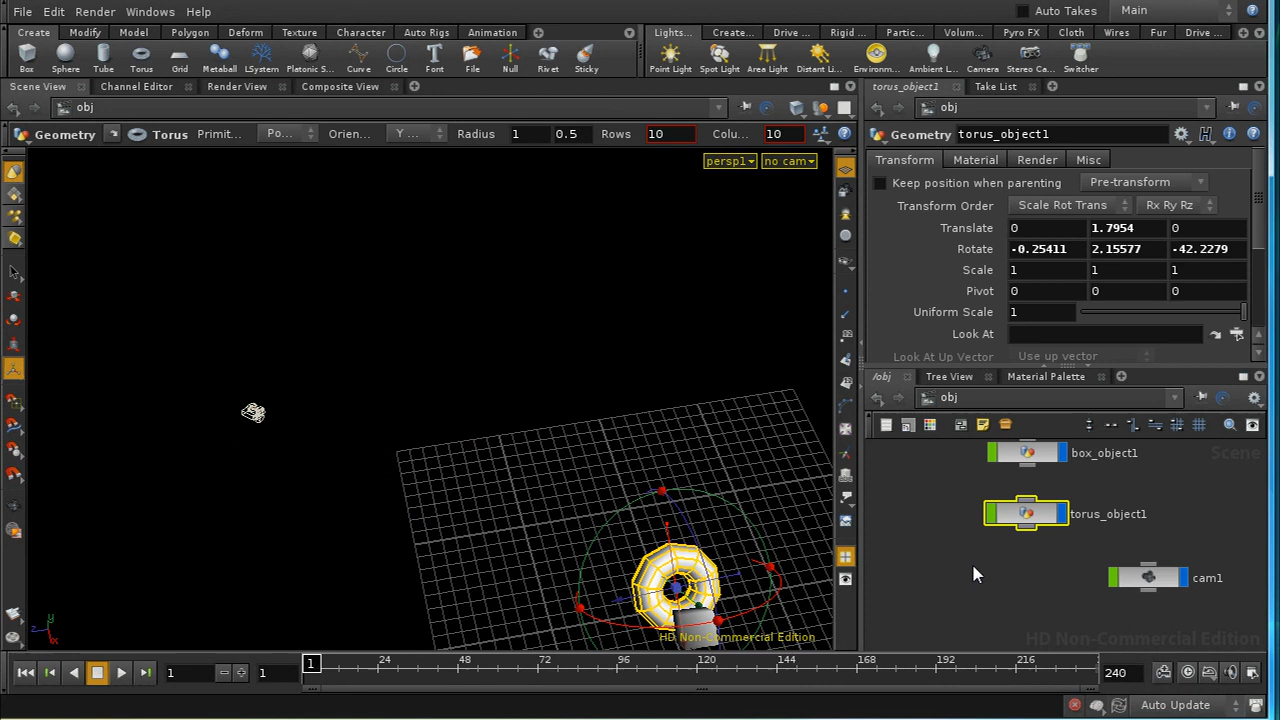 File Edit Render Windows Help Auto Takes Main
Create Modify Model Polygon Deform Texture Character Auto Rigs Animation Lights... Create... Drive ... Rigid ... Partic... Volum... Pyro FX Cloth Wires Fur Drive ...
Box Sphere Tube Torus Grid Metaball LSystem Platonic S... Curve Circle Font File Null Rivet Sticky Point Light Spot Light Area Light Distant Li... Environm... Ambient L... Camera Stereo Ca... Switcher
Scene View Channel Editor Render View Composite View torus_object1 Take List
obj obj
Geometry Torus Primit... Po... Orien... Y ... Radius 1 0.5 Rows 10 Colu... 10 Geometry torus_object1
persp1 no cam Transform Material Render Misc
Keep position when parenting Pre-transform
Transform Order Scale Rot Trans Rx Ry Rz
Translate 0 1.7954 0
Rotate -0.25411 2.15577 -42.2279
Scale 1 1 1
Pivot 0 0 0
Uniform Scale 1
Look At
Look At Up Vector Use up vector
/obj Tree View Material Palette
obj
box_object1 Scene
torus_object1
cam1
y
z x
HD Non-Commercial Edition HD Non-Commercial Edition
1 1 1 24 48 72 96 120 144 168 192 216 240
Auto Update